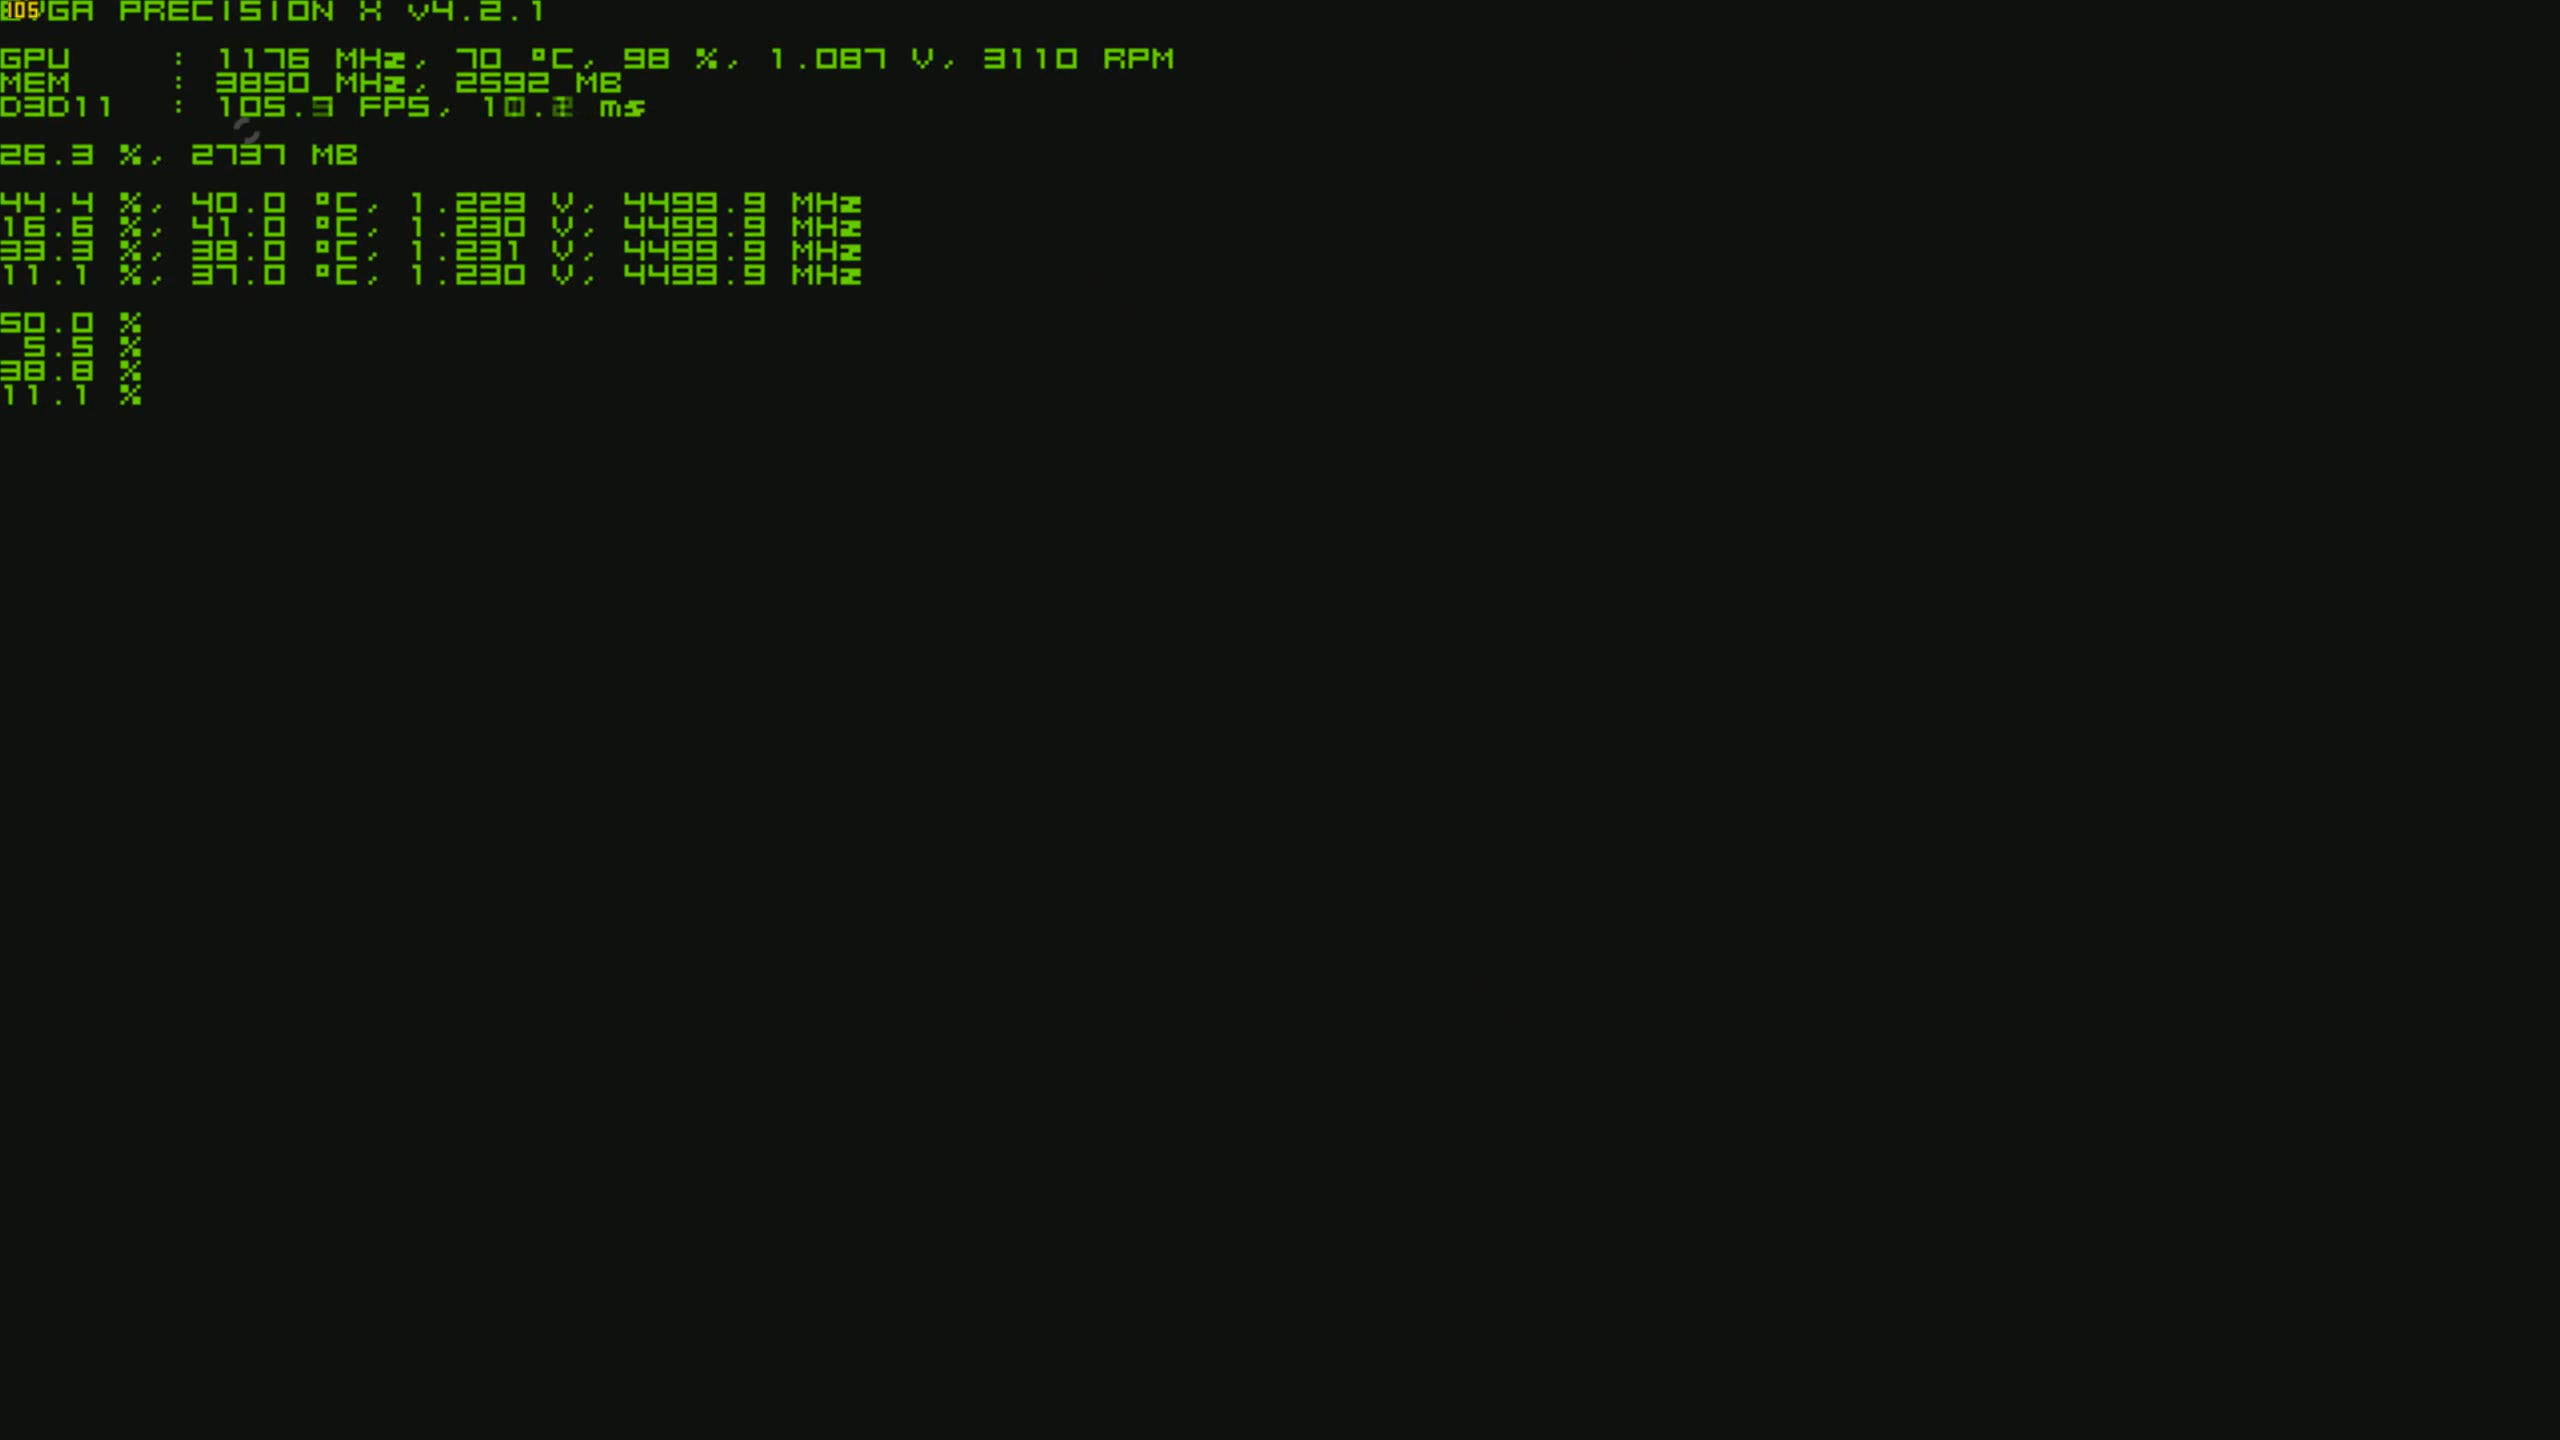 105
EVGA PRECISION X v4.2.1
GPU : 1176 MHz, 70 °C, 98 %, 1.087 V, 3110 RPM
MEM : 3850 MHz, 2592 MB
D3D11 : 105.9 FPS, ms
26.3 %, 2737 MB
44.4 %, 40.0 °C, 1.229 V, 4499.9 MHz
16.6 %, 41.0 °C, 1.230 V, 4499.9 MHz
33.3 %, 38.0 °C, 1.231 V, 4499.9 MHz
11.1 %, 37.0 °C, 1.230 V, 4499.9 MHz
50.0 %
5.5 %
38.8 %
11.1 %